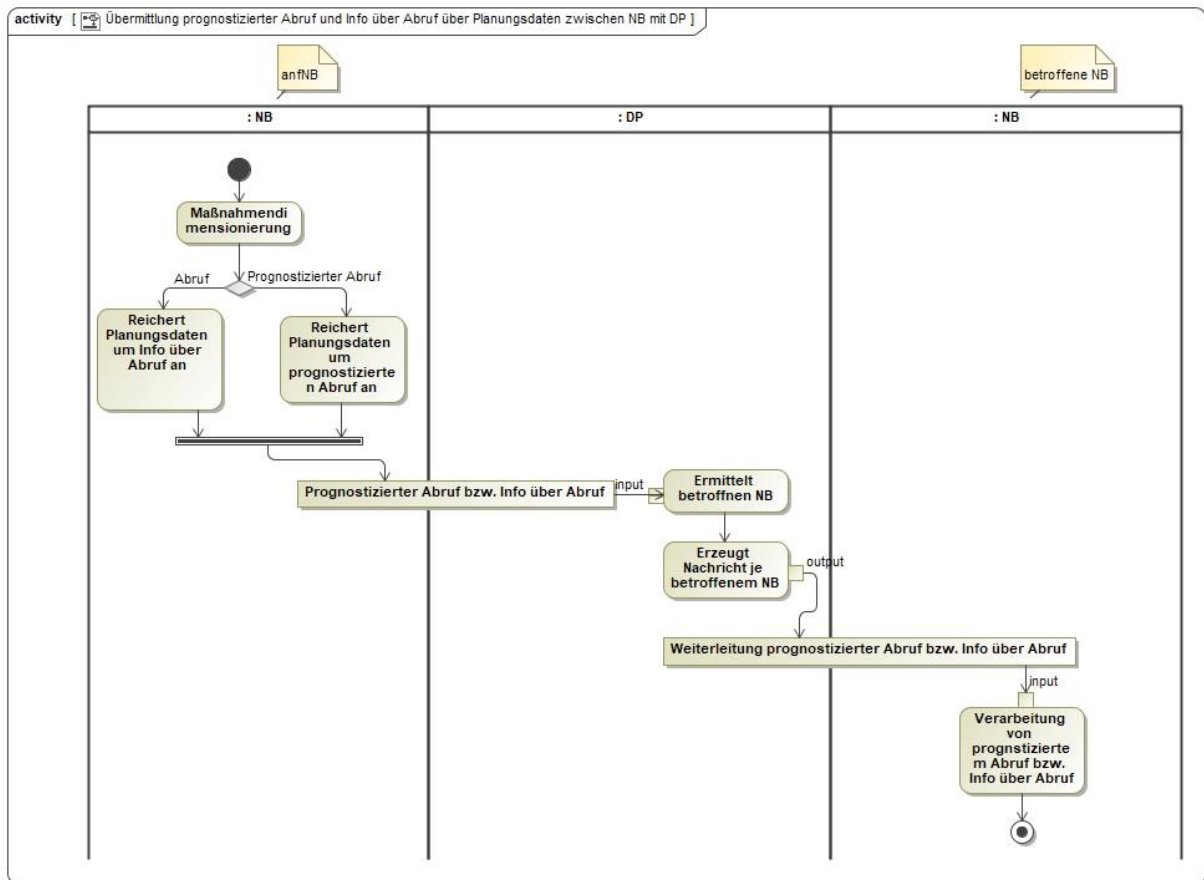 activity [ Übermittlung prognostizierter Abruf und Info über Abruf über Planungsdaten zwischen NB mit DP ]
anfNB
betroffene NB
: NB
: DP
: NB
Maßnahmendi
mensionierung
Abruf
Prognostizierter Abruf
Reichert
Planungsdaten
um Info über
Abruf an
Reichert
Planungsdaten
um
prognostizierte
n Abruf an
Prognostizierter Abruf bzw. Info über Abruf
input
Ermittelt
betroffnen NB
Erzeugt
Nachricht je
betroffenem NB
output
Weiterleitung prognostizierter Abruf bzw. Info über Abruf
input
Verarbeitung
von
prognstizierte
m Abruf bzw.
Info über Abruf